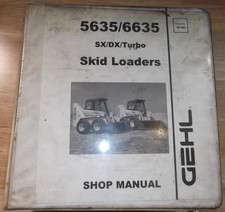 5635/6635
SX/DX/Turbo
Skid Loaders
GEHL
SHOP MANUAL